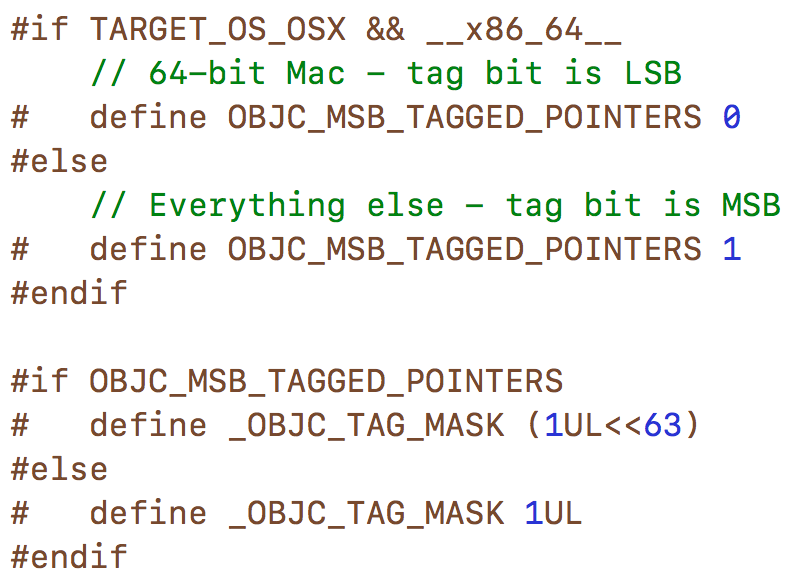 #if TARGET_OS_OSX && __x86_64__
    // 64-bit Mac - tag bit is LSB
#   define OBJC_MSB_TAGGED_POINTERS 0
#else
    // Everything else - tag bit is MSB
#   define OBJC_MSB_TAGGED_POINTERS 1
#endif

#if OBJC_MSB_TAGGED_POINTERS
#   define _OBJC_TAG_MASK (1UL<<63)
#else
#   define _OBJC_TAG_MASK 1UL
#endif